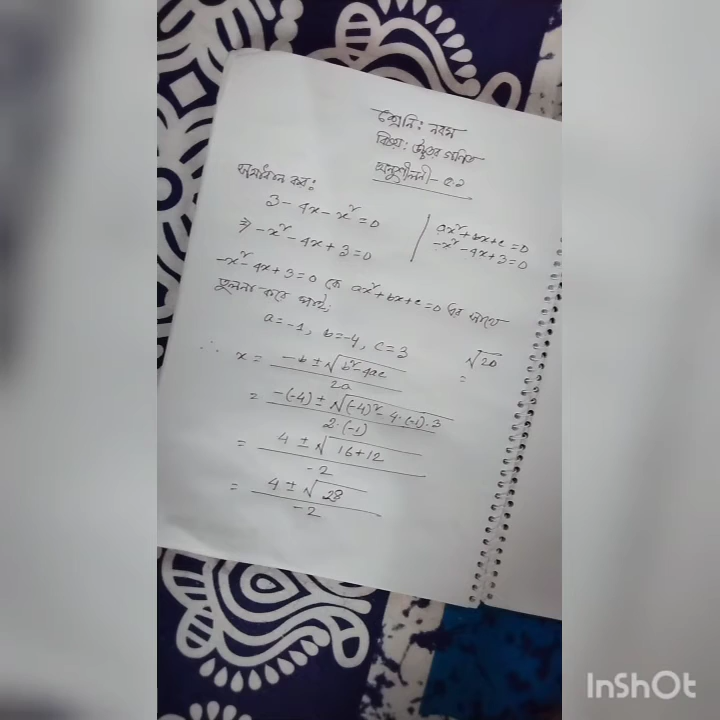 শ্রেনি: নবম
বিষয়: উচ্চতর গনিত
অনুশীলনী - ৫.১
সমাধান কর:
3 - 4x - x² = 0
⇒ -x² - 4x + 3 = 0
ax² + bx + c = 0
-x² - 4x + 3 = 0
-x² - 4x + 3 = 0 কে ax² + bx + c = 0 এর সাথে
তুলনা করে পাই,
a = -1, b = -4, c = 3
∴ x = (-b ± √(b² - 4ac)) / 2a
= (-(-4) ± √((-4)² - 4·(-1)·3)) / (2·(-1))
= (4 ± √(16+12)) / -2
= (4 ± √28) / -2
√20
=
InShOt